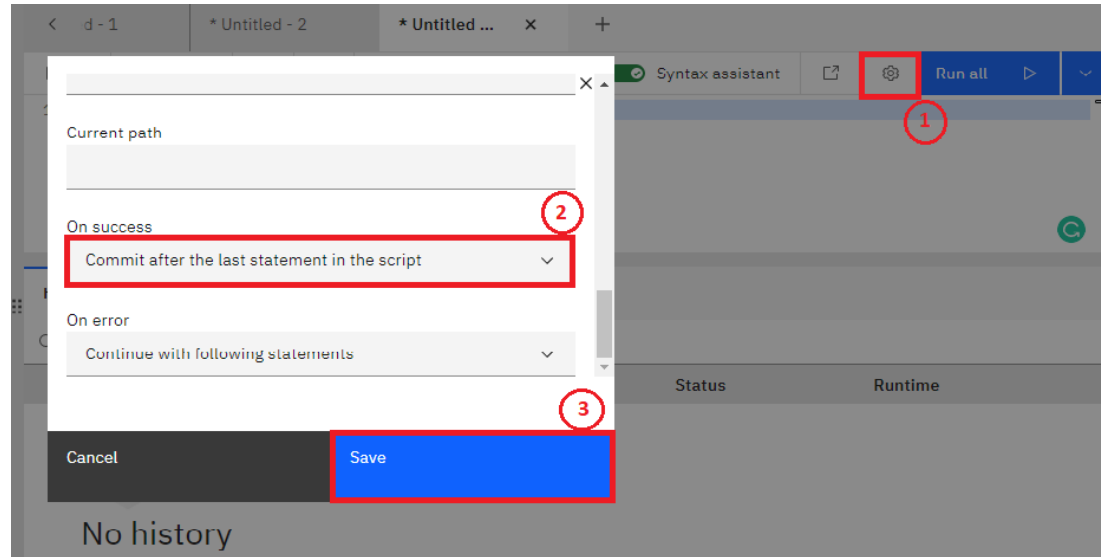 d - 1
* Untitled - 2
* Untitled ...
Syntax assistant
Run all
1
Current path
2
On success
Commit after the last statement in the script
On error
Continue with following statements
Status
Runtime
3
Cancel
Save
No history